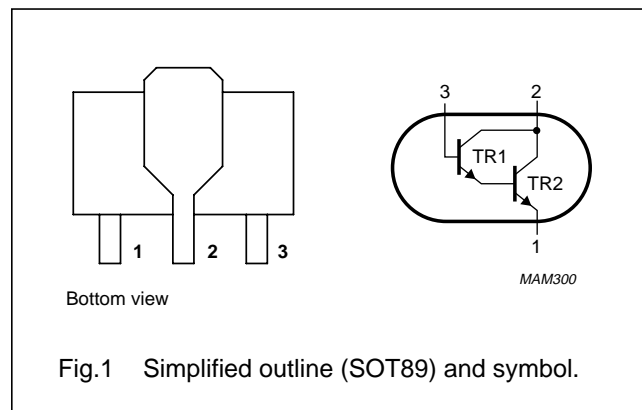 3 2
TR1
TR2
1
MAM300
1 2 3
Bottom view
Fig.1 Simplified outline (SOT89) and symbol.